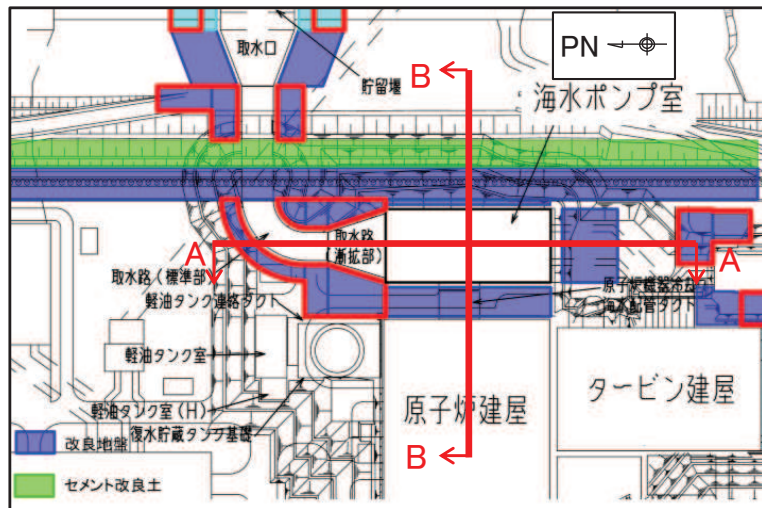 PN
取水口
貯留堰
B
海水ポンプ室
A
取水路
(漸拡部)
A
取水路(標準部)
原子炉機器冷却
海水配管ダクト
軽油タンク連絡ダクト
軽油タンク室
タービン建屋
軽油タンク室(H)
原子炉建屋
復水貯蔵タンク基礎
改良地盤
B
セメント改良土